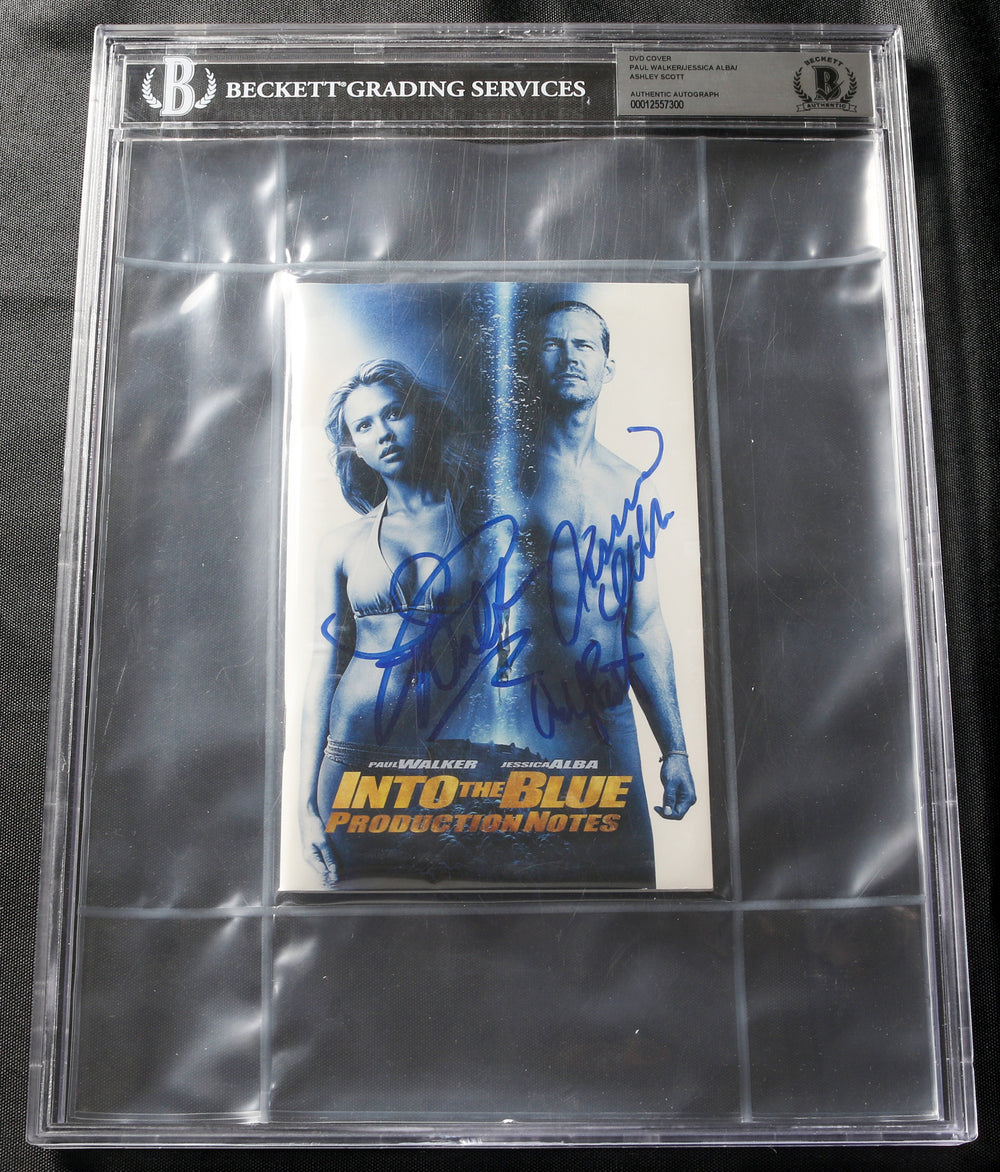 B BECKETT® GRADING SERVICES
DVD COVER
PAUL WALKER/JESSICA ALBA/
ASHLEY SCOTT
AUTHENTIC AUTOGRAPH
00012557300
BECKETT
B
AUTHENTIC
PAUL WALKER JESSICA ALBA
INTO THE BLUE
PRODUCTION NOTES